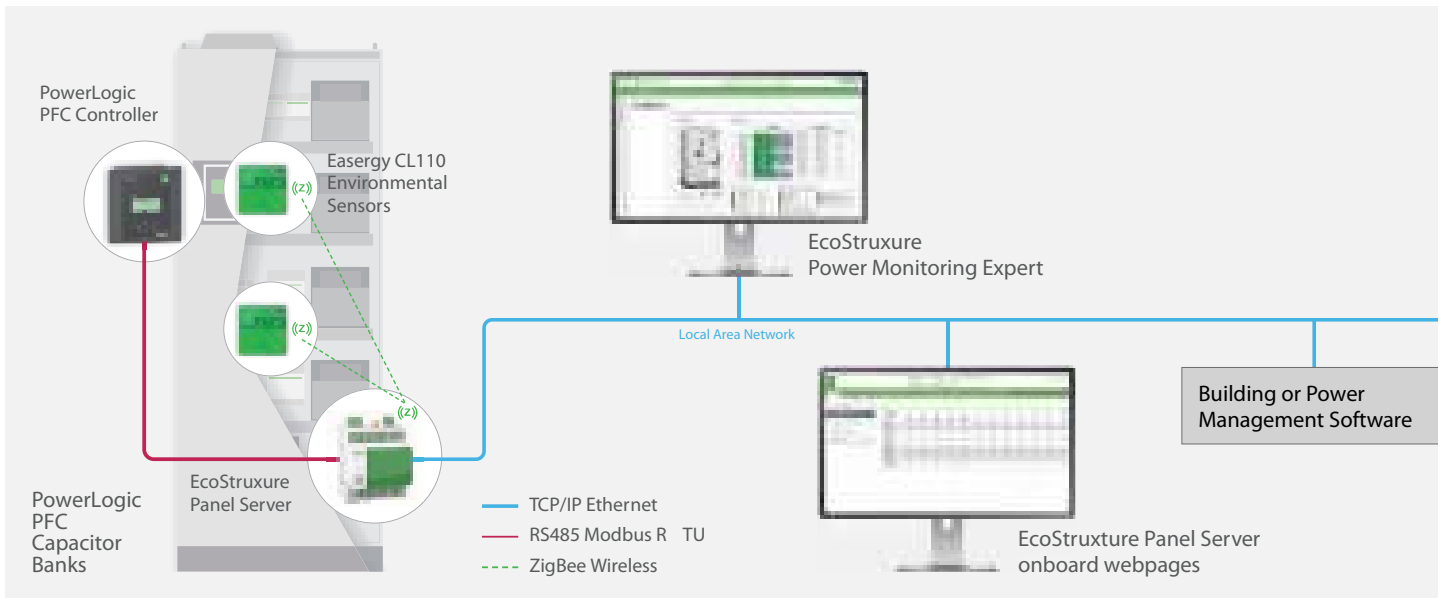 PowerLogic
PFC Controller
Easergy CL110
Environmental
Sensors
(z)
(z)
(z)
EcoStruxure
Power Monitoring Expert
Local Area Network
Building or Power
Management Software
EcoStruxure
Panel Server
PowerLogic
PFC
Capacitor
Banks
TCP/IP Ethernet
RS485 Modbus R TU
ZigBee Wireless
EcoStruxture Panel Server
onboard webpages